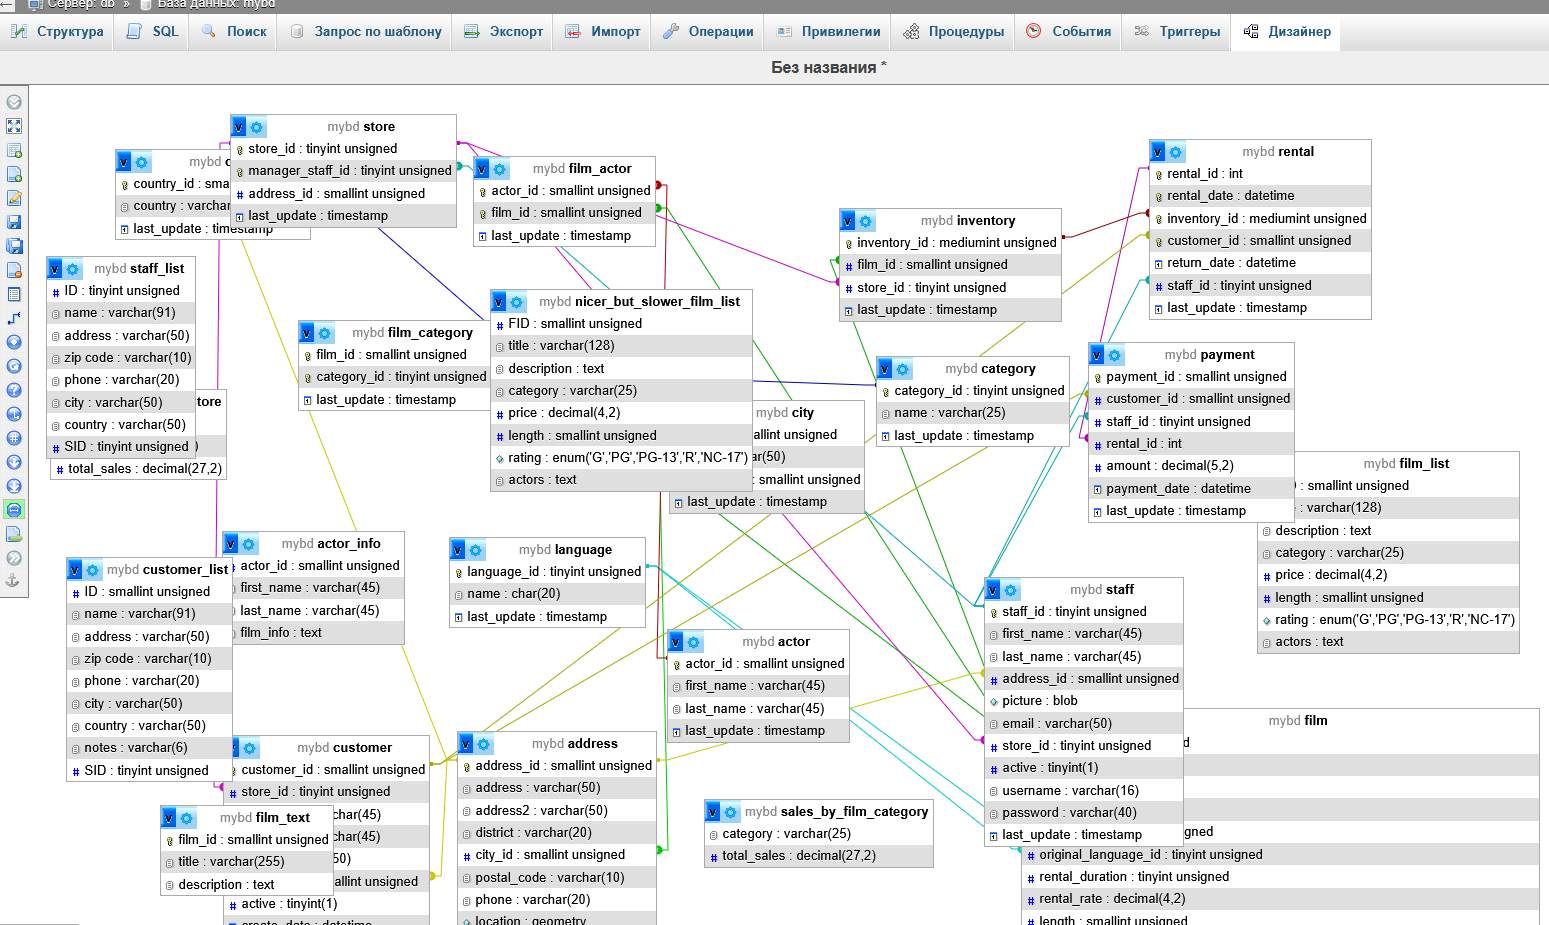 Сервер: db » База данных: mybd
Структура SQL Поиск Запрос по шаблону Экспорт Импорт Операции Привилегии Процедуры События Триггеры Дизайнер
Без названия *
mybd store
store_id : tinyint unsigned
manager_staff_id : tinyint unsigned
address_id : smallint unsigned
last_update : timestamp
mybd
country_id : sma
country : varchar
last_update : timestamp
mybd film_actor
actor_id : smallint unsigned
film_id : smallint unsigned
last_update : timestamp
mybd rental
rental_id : int
rental_date : datetime
inventory_id : mediumint unsigned
customer_id : smallint unsigned
return_date : datetime
staff_id : tinyint unsigned
last_update : timestamp
mybd inventory
inventory_id : mediumint unsigned
film_id : smallint unsigned
store_id : tinyint unsigned
last_update : timestamp
mybd staff_list
ID : tinyint unsigned
name : varchar(91)
address : varchar(50)
zip code : varchar(10)
phone : varchar(20)
city : varchar(50)
country : varchar(50)
SID : tinyint unsigned
tore
)
total_sales : decimal(27,2)
mybd film_category
film_id : smallint unsigned
category_id : tinyint unsigned
last_update : timestamp
mybd nicer_but_slower_film_list
FID : smallint unsigned
title : varchar(128)
description : text
category : varchar(25)
price : decimal(4,2)
length : smallint unsigned
rating : enum('G','PG','PG-13','R','NC-17')
actors : text
mybd city
allint unsigned
ar(50)
: smallint unsigned
last_update : timestamp
mybd category
category_id : tinyint unsigned
name : varchar(25)
last_update : timestamp
mybd payment
payment_id : smallint unsigned
customer_id : smallint unsigned
staff_id : tinyint unsigned
rental_id : int
amount : decimal(5,2)
payment_date : datetime
last_update : timestamp
mybd film_list
: smallint unsigned
: varchar(128)
description : text
category : varchar(25)
price : decimal(4,2)
length : smallint unsigned
rating : enum('G','PG','PG-13','R','NC-17')
actors : text
mybd actor_info
actor_id : smallint unsigned
first_name : varchar(45)
last_name : varchar(45)
film_info : text
mybd customer_list
ID : smallint unsigned
name : varchar(91)
address : varchar(50)
zip code : varchar(10)
phone : varchar(20)
city : varchar(50)
country : varchar(50)
notes : varchar(6)
SID : tinyint unsigned
mybd language
language_id : tinyint unsigned
name : char(20)
last_update : timestamp
mybd actor
actor_id : smallint unsigned
first_name : varchar(45)
last_name : varchar(45)
last_update : timestamp
mybd staff
staff_id : tinyint unsigned
first_name : varchar(45)
last_name : varchar(45)
address_id : smallint unsigned
picture : blob
email : varchar(50)
store_id : tinyint unsigned
active : tinyint(1)
username : varchar(16)
password : varchar(40)
last_update : timestamp
mybd customer
customer_id : smallint unsigned
store_id : tinyint unsigned
char(45)
char(45)
50)
allint unsigned
active : tinyint(1)
create_date : datetime
mybd film_text
film_id : smallint unsigned
title : varchar(255)
description : text
mybd address
address_id : smallint unsigned
address : varchar(50)
address2 : varchar(50)
district : varchar(20)
city_id : smallint unsigned
postal_code : varchar(10)
phone : varchar(20)
location : geometry
mybd sales_by_film_category
category : varchar(25)
total_sales : decimal(27,2)
mybd film
d
igned
original_language_id : tinyint unsigned
rental_duration : tinyint unsigned
rental_rate : decimal(4,2)
length : smallint unsigned